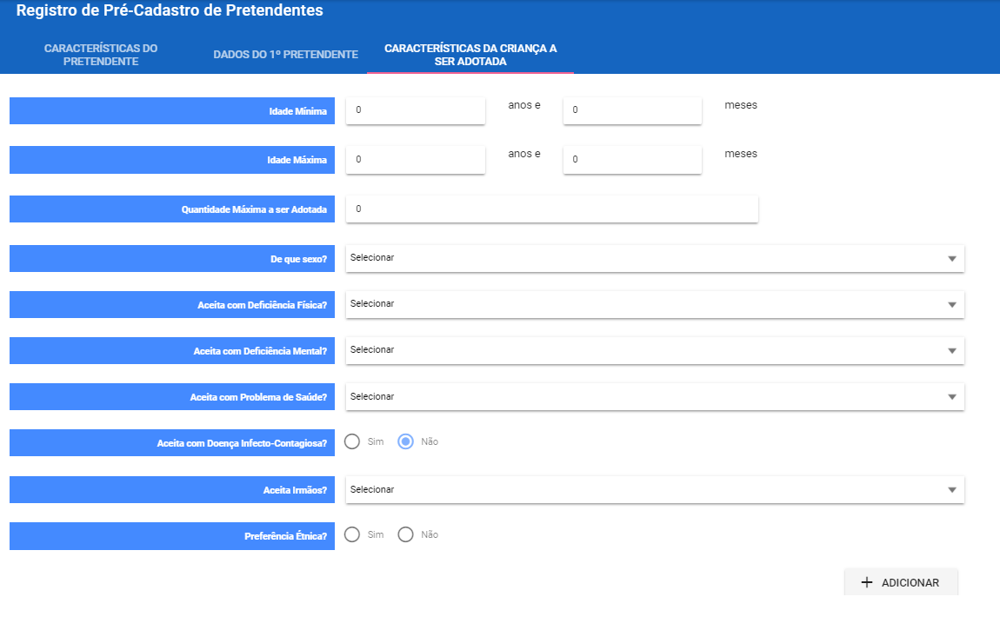 Registro de Pré-Cadastro de Pretendentes
CARACTERÍSTICAS DO
PRETENDENTE
DADOS DO 1º PRETENDENTE
CARACTERÍSTICAS DA CRIANÇA A
SER ADOTADA
Idade Mínima 0 anos e 0 meses
Idade Máxima 0 anos e 0 meses
Quantidade Máxima a ser Adotada 0
De que sexo? Selecionar
Aceita com Deficiência Física? Selecionar
Aceita com Deficiência Mental? Selecionar
Aceita com Problema de Saúde? Selecionar
Aceita com Doença Infecto-Contagiosa? Sim Não
Aceita Irmãos? Selecionar
Preferência Étnica? Sim Não
+ ADICIONAR